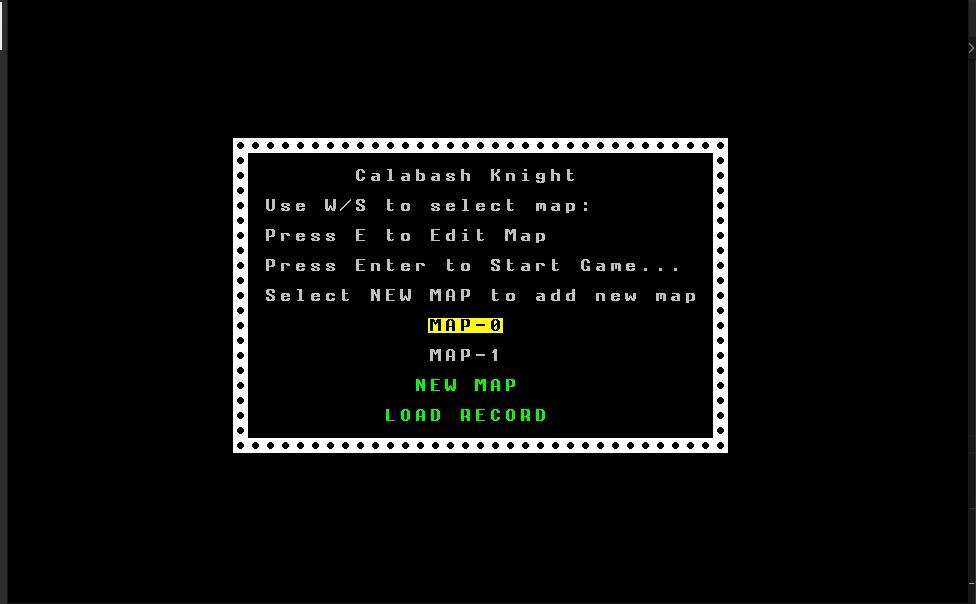 Calabash Knight
Use W/S to select map:
Press E to Edit Map
Press Enter to Start Game...
Select NEW MAP to add new map
MAP-0
MAP-1
NEW MAP
LOAD RECORD